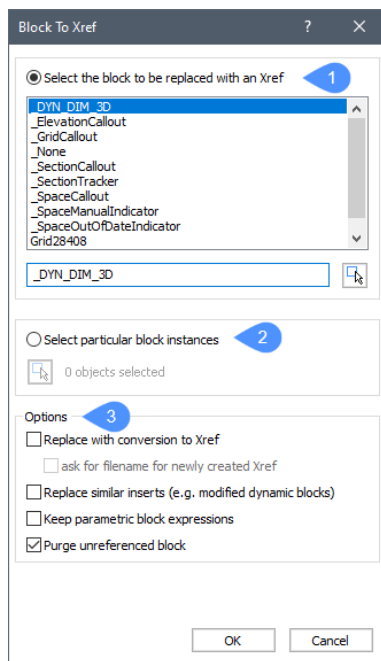 Block To Xref ? ×
Select the block to be replaced with an Xref 1
_DYN_DIM_3D
_ElevationCallout
_GridCallout
_None
_SectionCallout
_SectionTracker
_SpaceCallout
_SpaceManualIndicator
_SpaceOutOfDateIndicator
Grid28408
_DYN_DIM_3D
Select particular block instances 2
0 objects selected
Options 3
Replace with conversion to Xref
ask for filename for newly created Xref
Replace similar inserts (e.g. modified dynamic blocks)
Keep parametric block expressions
Purge unreferenced block
OK Cancel